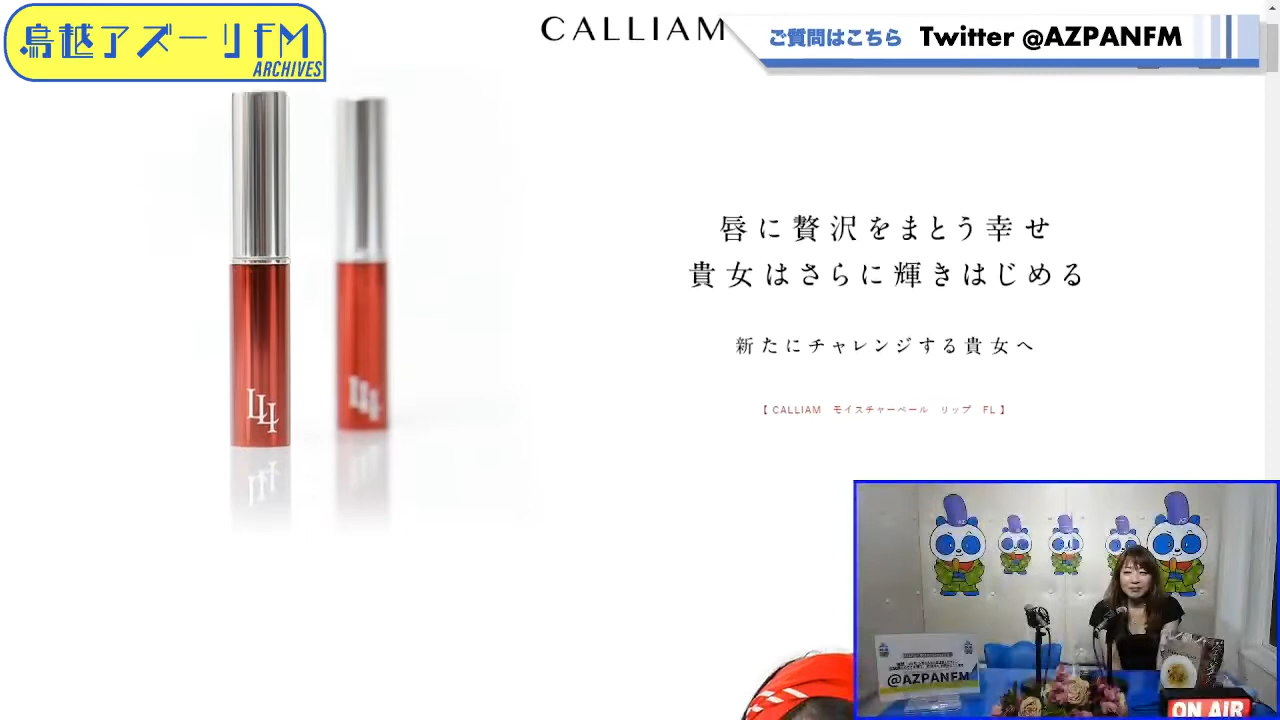 鳥越アズーリFM
ARCHIVES
CALLIAM
ご質問はこちら Twitter @AZPANFM
唇に贅沢をまとう幸せ
貴女はさらに輝きはじめる
新たにチャレンジする貴女へ
【 CALLIAM モイスチャーベール リップ FL 】
LLI
@AZPANFM
ON AIR